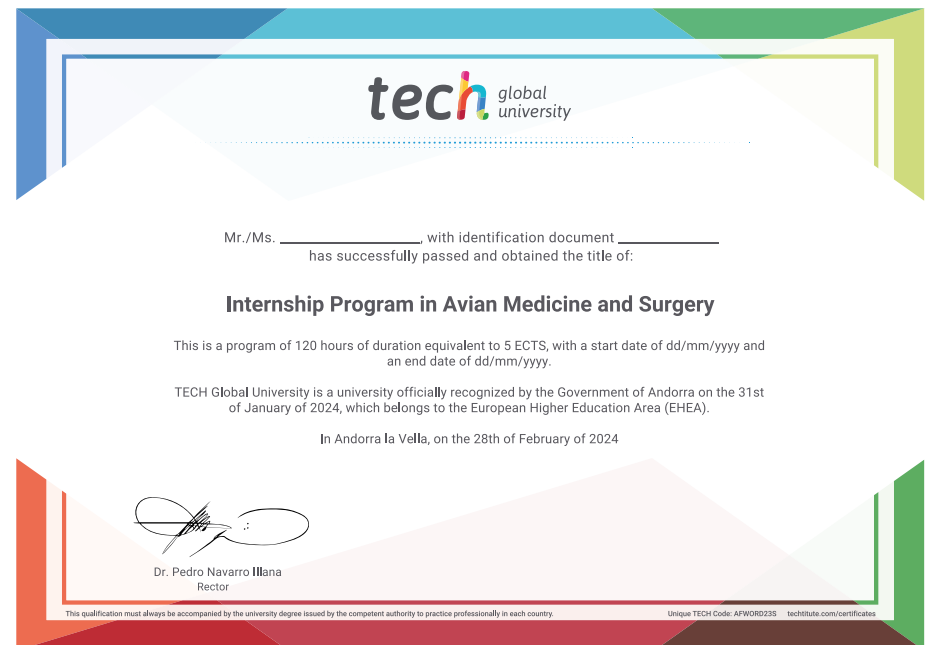 tech global
university
Mr./Ms. ________________, with identification document ____________
has successfully passed and obtained the title of:
Internship Program in Avian Medicine and Surgery
This is a program of 120 hours of duration equivalent to 5 ECTS, with a start date of dd/mm/yyyy and
an end date of dd/mm/yyyy.
TECH Global University is a university officially recognized by the Government of Andorra on the 31st
of January of 2024, which belongs to the European Higher Education Area (EHEA).
In Andorra la Vella, on the 28th of February of 2024
Dr. Pedro Navarro Illana
Rector
This qualification must always be accompanied by the university degree issued by the competent authority to practice professionally in each country. Unique TECH Code: AFWORD23S techtitute.com/certificates